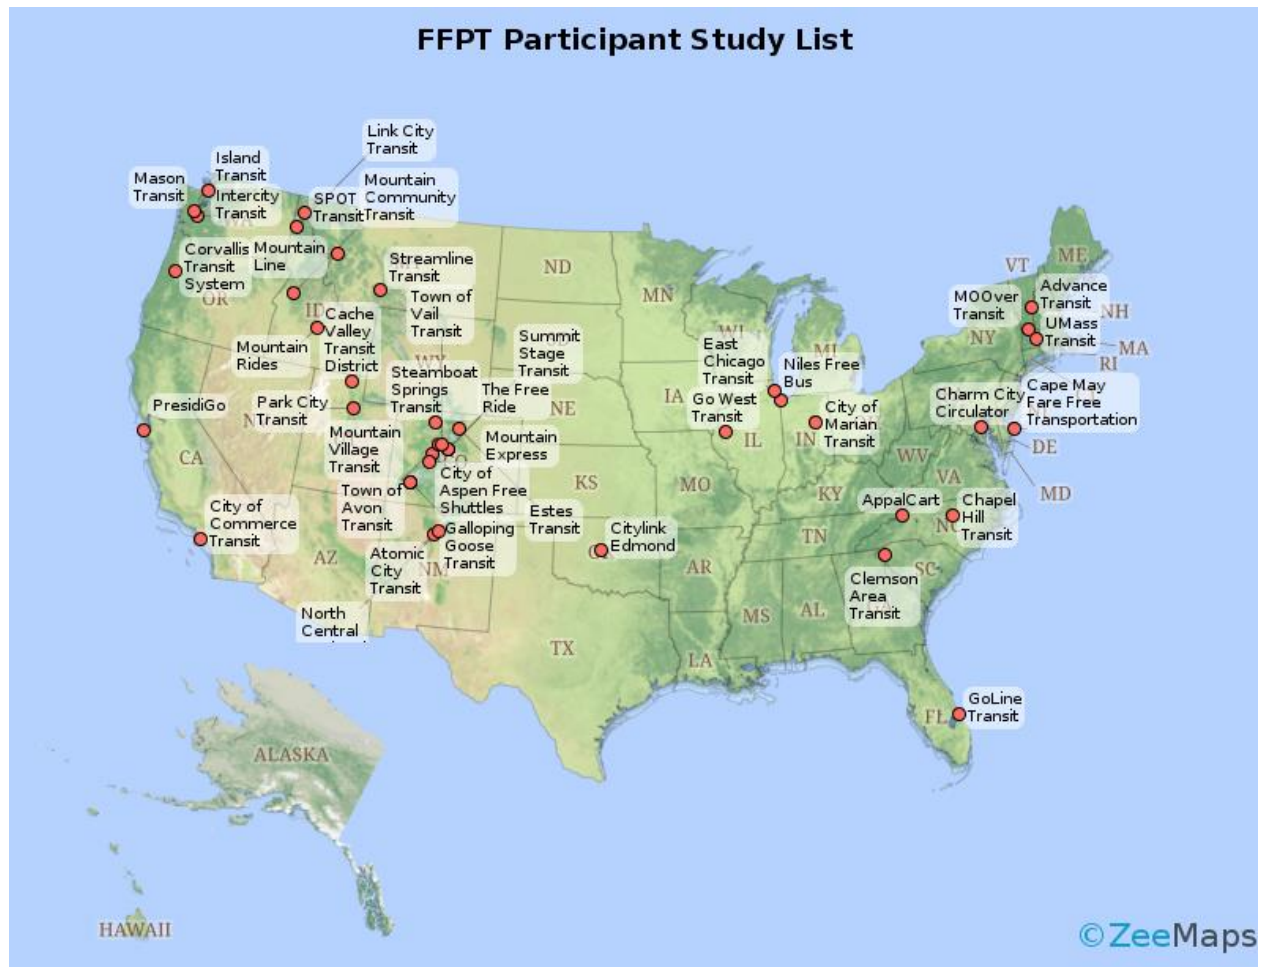 FFPT Participant Study List
Link City
Transit
Island
Transit
Mason
Transit
Intercity
Transit
SPOT
Transit
Mountain
Community
Transit
Corvallis
Transit
System
Mountain
Line
Streamline
Transit
Town of
Vail
Transit
Cache
Valley
Transit
District
Mountain
Rides
Summit
Stage
Transit
Steamboat
Springs
Transit
The Free
Ride
PresidiGo
Park City
Transit
Mountain
Village
Transit
Mountain
Express
City of
Aspen Free
Shuttles
Town of
Avon
Transit
Estes
Transit
City of
Commerce
Transit
Galloping
Goose
Transit
Atomic
City
Transit
North
Central
Citylink
Edmond
East
Chicago
Transit
Niles Free
Bus
Go West
Transit
City of
Marian
Transit
MOOver
Transit
Advance
Transit
UMass
Transit
Charm City
Circulator
Cape May
Fare Free
Transportation
AppalCart
Chapel
Hill
Transit
Clemson
Area
Transit
GoLine
Transit
OR
ID
WY
ND
MN
WI
MI
VT
ME
NH
NY
MA
RI
CA
NE
IA
IL
IN
DE
MD
WV
VA
KS
MO
KY
AZ
NM
AR
TN
SC
MS
AL
TX
LA
FL
ALASKA
HAWAII
©ZeeMaps